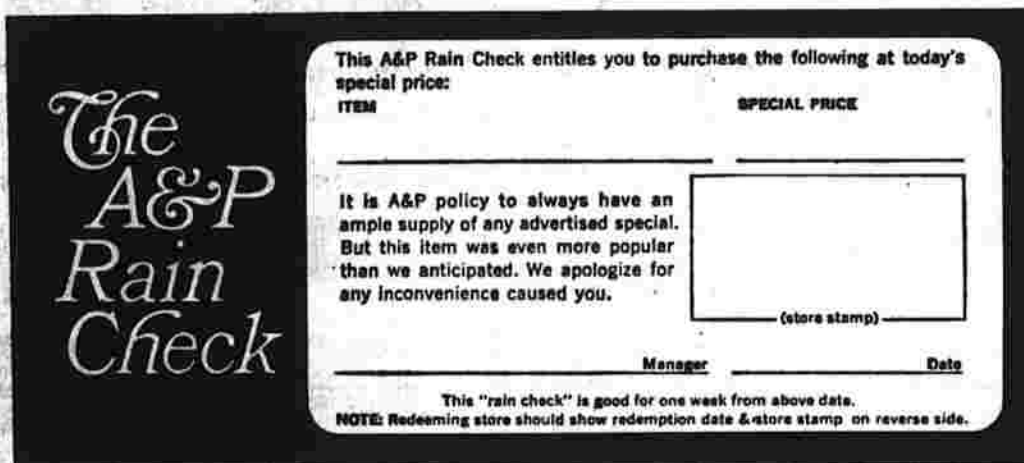 The
A&P
Rain
Check
This A&P Rain Check entitles you to purchase the following at today's
special price:
ITEM SPECIAL PRICE
It is A&P policy to always have an
ample supply of any advertised special.
But this item was even more popular
than we anticipated. We apologize for
any inconvenience caused you.
(store stamp)
Manager Date
This "rain check" is good for one week from above date.
NOTE: Redeeming store should show redemption date & store stamp on reverse side.